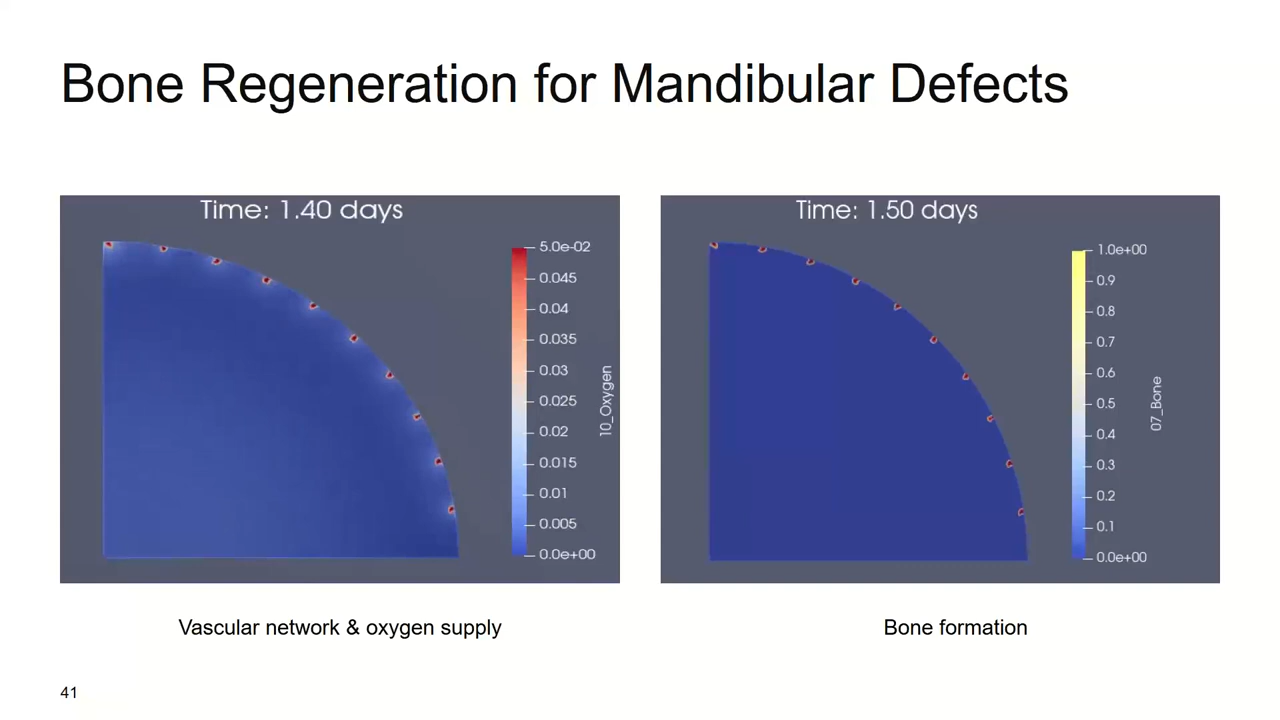 Bone Regeneration for Mandibular Defects
Time: 1.40 days
5.0e-02
0.045
0.04
0.035
0.03
0.025
0.02
0.015
0.01
0.005
0.0e+00
10_Oxygen
Time: 1.50 days
1.0e+00
0.9
0.8
0.7
0.6
0.5
0.4
0.3
0.2
0.1
0.0e+00
07_Bone
Vascular network & oxygen supply
Bone formation
41